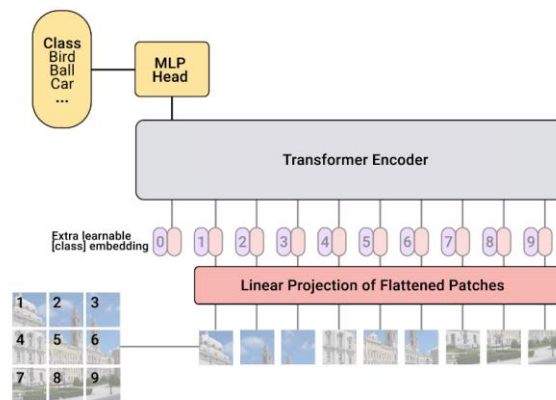 Class
Bird
Ball
Car
...
MLP
Head
Transformer Encoder
Extra learnable
[class] embedding
0 1 2 3 4 5 6 7 8 9
Linear Projection of Flattened Patches
1 2 3
4 5 6
7 8 9